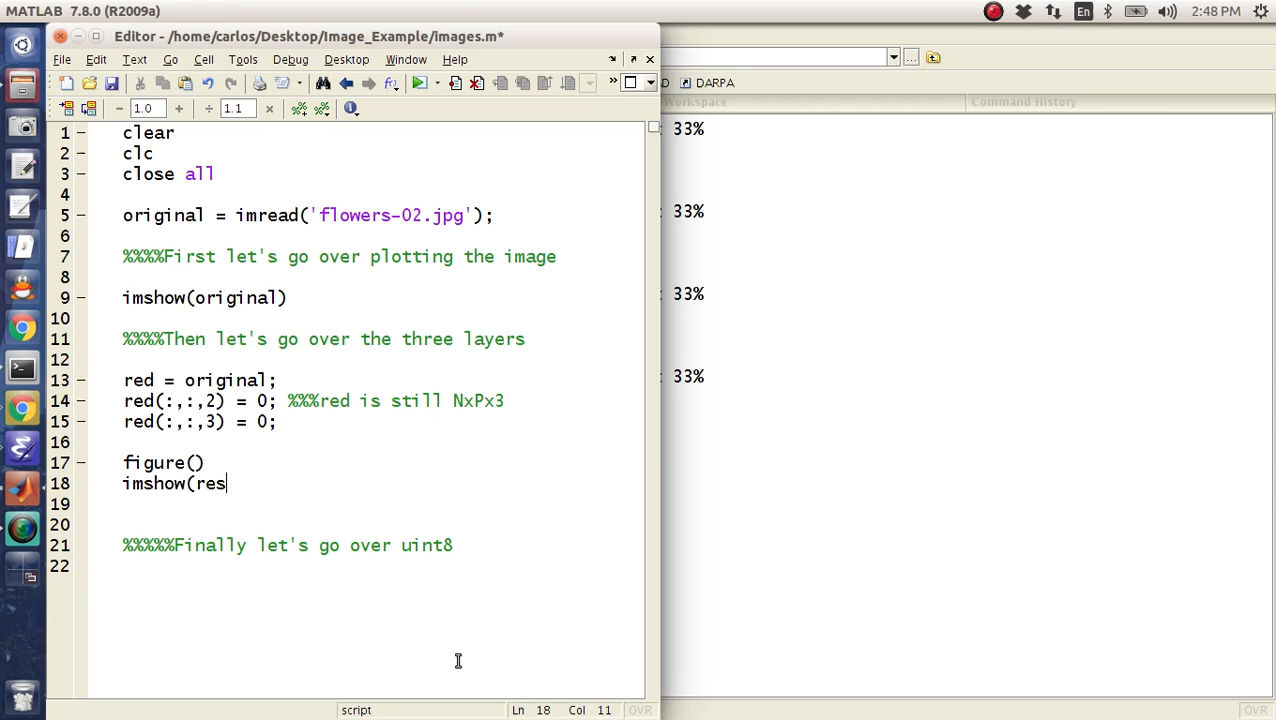 MATLAB 7.8.0 (R2009a)
En
2:48 PM
Editor - /home/carlos/Desktop/Image_Example/images.m*
File Edit Text Go Cell Tools Debug Desktop Window Help
D DARPA
1.0
1.1
Workspace
Command History
1 clear
2 clc
3 close all
4
5 original = imread('flowers-02.jpg');
6
7 %%%%First let's go over plotting the image
8
9 imshow(original)
10
11 %%%%Then let's go over the three layers
12
13 red = original;
14 red(:,:,2) = 0; %%%red is still NxPx3
15 red(:,:,3) = 0;
16
17 figure()
18 imshow(res
19
20
21 %%%%%Finally let's go over uint8
22
: 33%
33%
: 33%
: 33%
script
Ln 18 Col 11
OVR
OVR